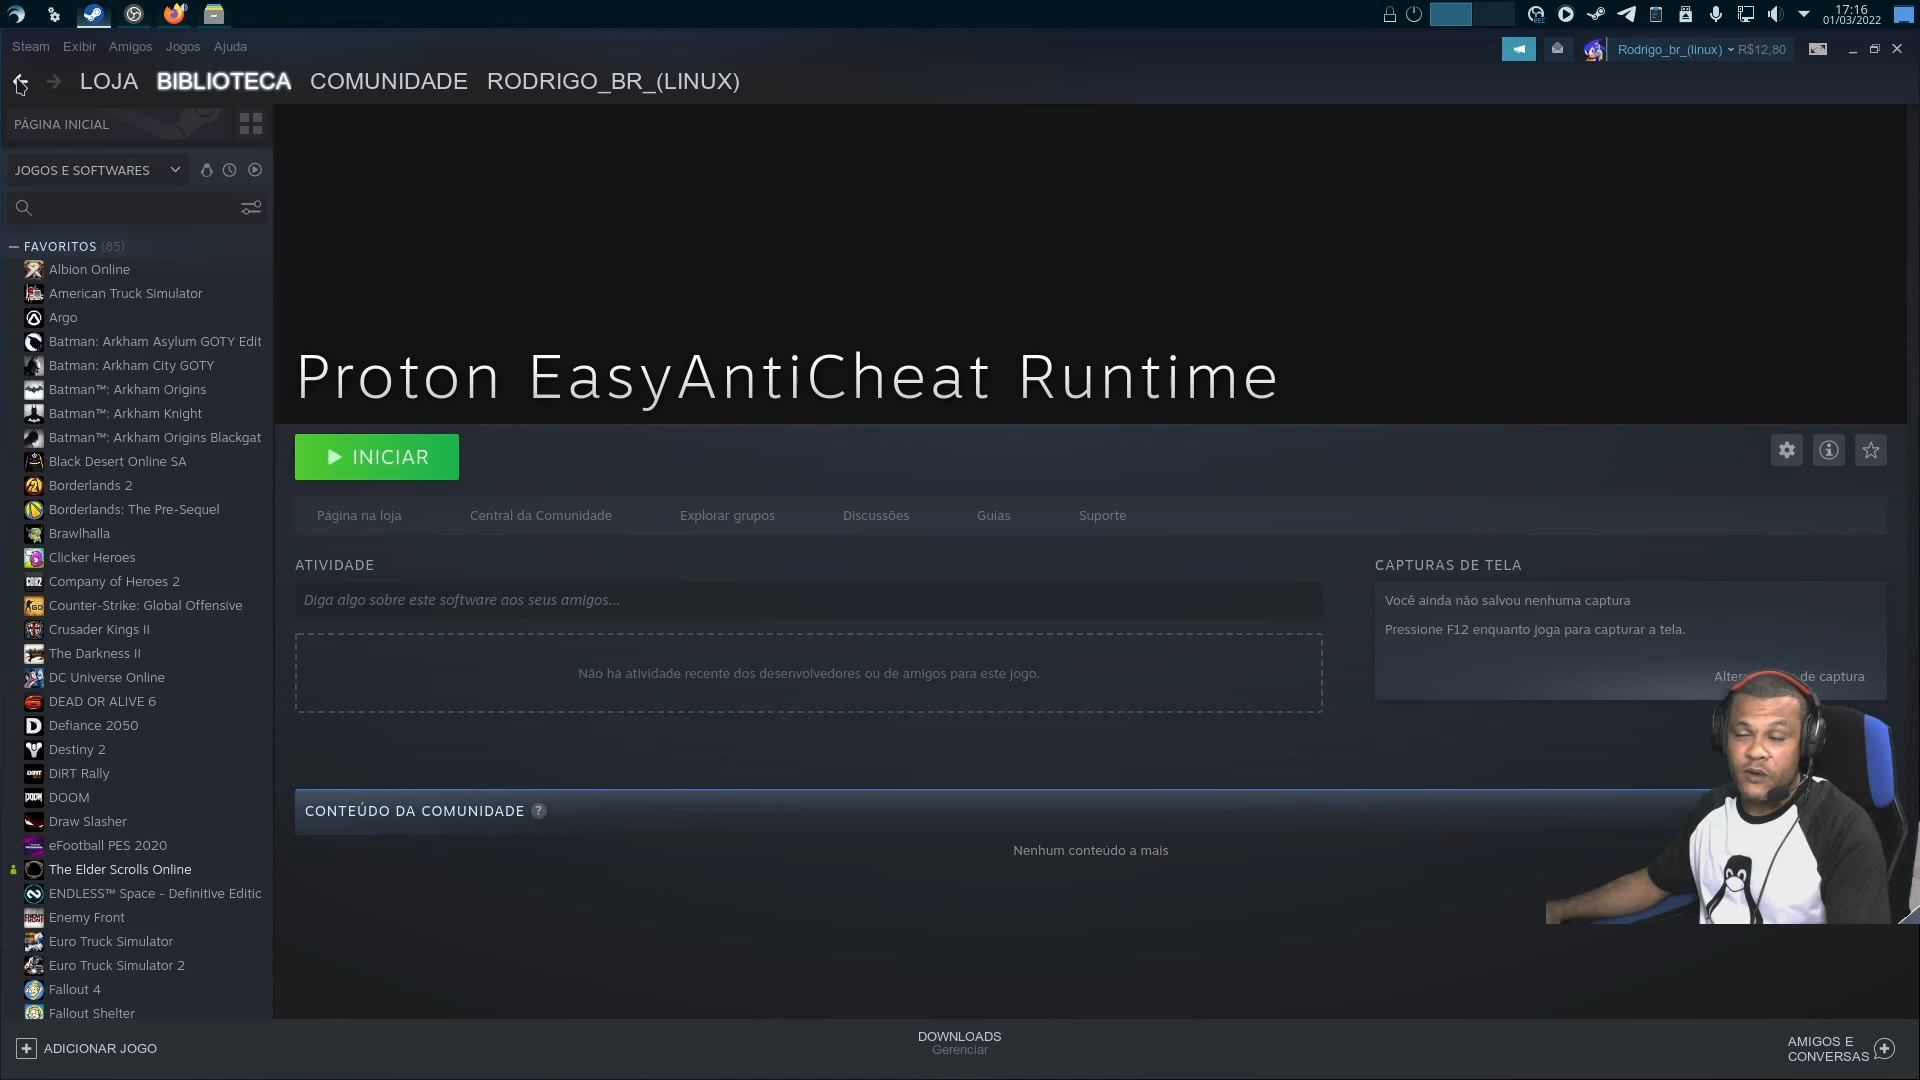 17:16
01/03/2022
Steam Exibir Amigos Jogos Ajuda
Rodrigo_br_(linux) R$12,80
LOJA BIBLIOTECA COMUNIDADE RODRIGO_BR_(LINUX)
PÁGINA INICIAL
JOGOS E SOFTWARES
— FAVORITOS (85)
Albion Online
American Truck Simulator
Argo
Batman: Arkham Asylum GOTY Edit
Batman: Arkham City GOTY
Batman™: Arkham Origins
Batman™: Arkham Knight
Batman™: Arkham Origins Blackgat
Black Desert Online SA
Borderlands 2
Borderlands: The Pre-Sequel
Brawlhalla
Clicker Heroes
Company of Heroes 2
Counter-Strike: Global Offensive
Crusader Kings II
The Darkness II
DC Universe Online
DEAD OR ALIVE 6
Defiance 2050
Destiny 2
DiRT Rally
DOOM
Draw Slasher
eFootball PES 2020
The Elder Scrolls Online
ENDLESS™ Space - Definitive Editic
Enemy Front
Euro Truck Simulator
Euro Truck Simulator 2
Fallout 4
Fallout Shelter
Proton EasyAntiCheat Runtime
INICIAR
Página na loja Central da Comunidade Explorar grupos Discussões Guias Suporte
ATIVIDADE
Diga algo sobre este software aos seus amigos...
Não há atividade recente dos desenvolvedores ou de amigos para este jogo.
CAPTURAS DE TELA
Você ainda não salvou nenhuma captura
Pressione F12 enquanto joga para capturar a tela.
de captura
CONTEÚDO DA COMUNIDADE ?
Nenhum conteúdo a mais
ADICIONAR JOGO
DOWNLOADS
Gerenciar
AMIGOS E
CONVERSAS